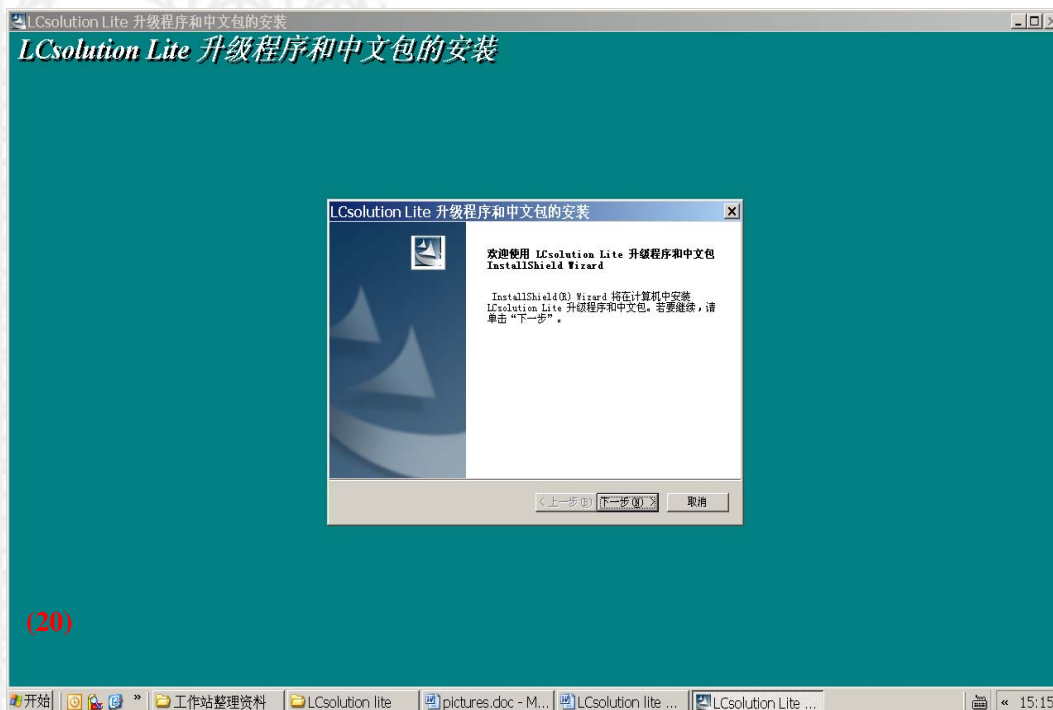 LCsolution Lite 升级程序和中文包的安装
LCsolution Lite 升级程序和中文包的安装
LCsolution Lite 升级程序和中文包的安装
欢迎使用 LCsolution Lite 升级程序和中文包
InstallShield Wizard
InstallShield(R) Wizard 将在计算机中安装
LCsolution Lite 升级程序和中文包。若要继续，请
单击“下一步”。
<上一步(B) 下一步(N)> 取消
(20)
开始 » 工作站整理资料 LCsolution lite pictures.doc - M... LCsolution lite ... LCsolution Lite ... « 15:15